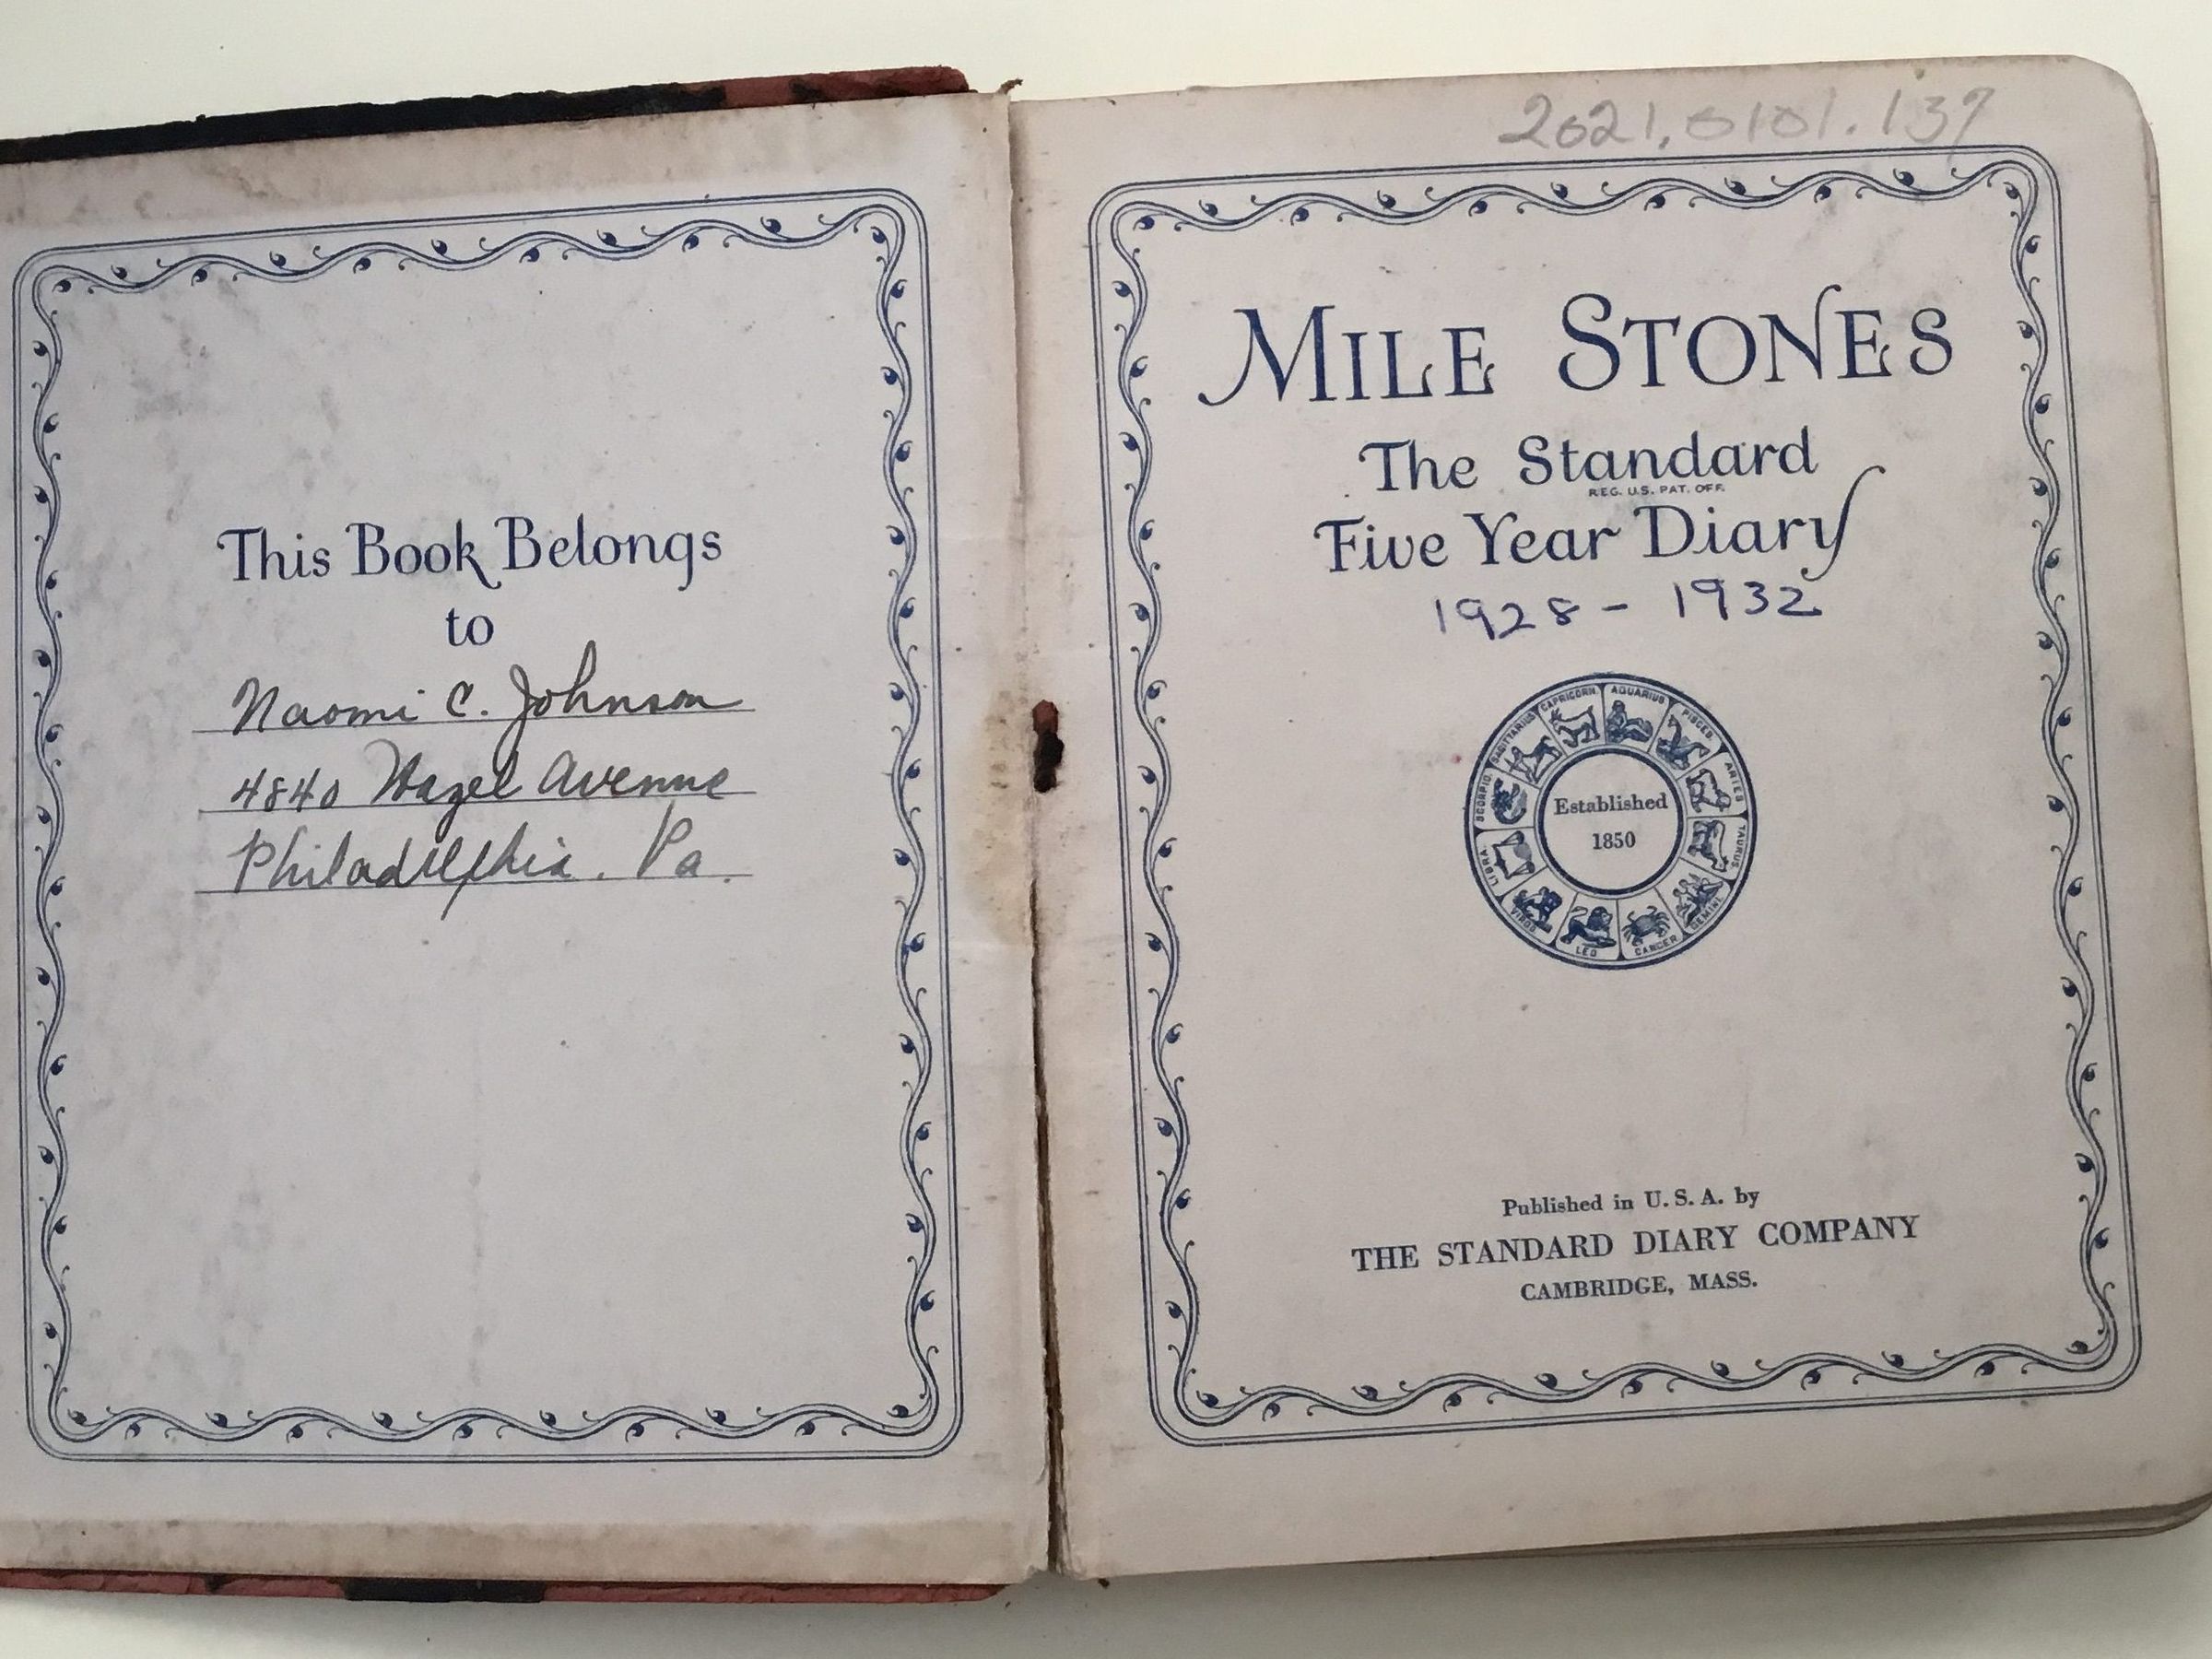 This Book Belongs
to
Naomi C. Johnson
4840 Hazel Avenue
Philadelphia. Pa.
2021.0101.139
MILE STONES
The Standard
REG. U.S. PAT. OFF.
Five Year Diary
1928 - 1932
CAPRICORN.
AQUARIUS
PISCES.
ARIES
TAURUS.
GEMINI.
CANCER
LEO
VIRGO
LIBRA.
SCORPIO.
SAGITTARIUS
Established
1850
Published in U.S.A. by
THE STANDARD DIARY COMPANY
CAMBRIDGE, MASS.